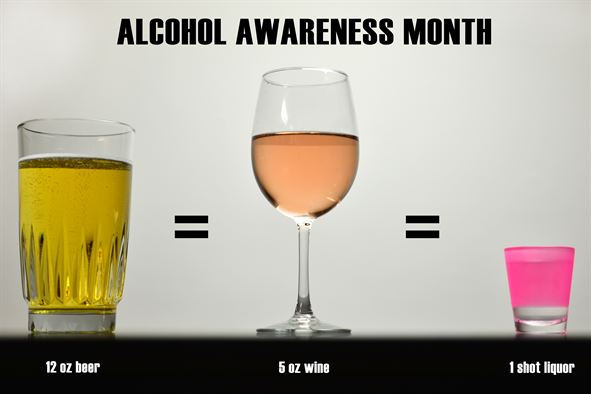 ALCOHOL AWARENESS MONTH
=
=
12 oz beer
5 oz wine
1 shot liquor